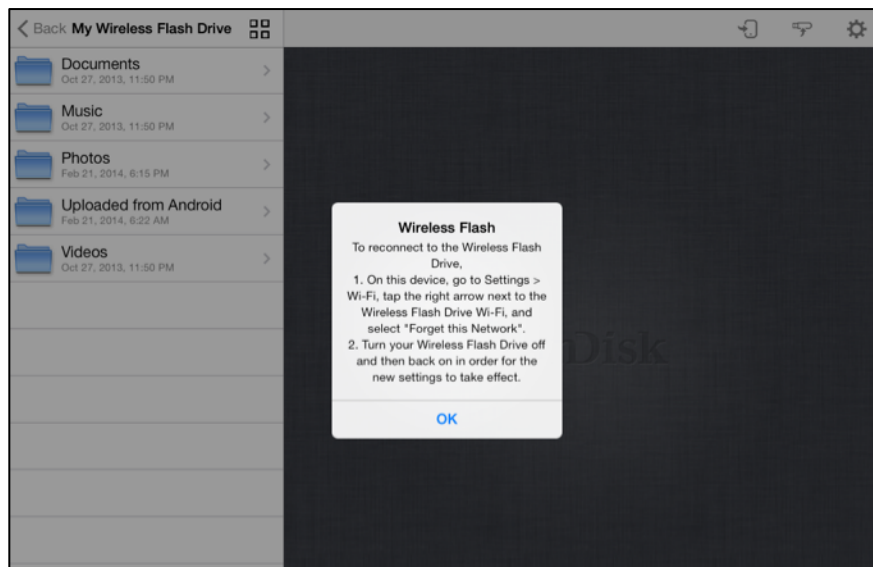 Back My Wireless Flash Drive
Documents
Oct 27, 2013, 11:50 PM
Music
Oct 27, 2013, 11:50 PM
Photos
Feb 21, 2014, 6:15 PM
Uploaded from Android
Feb 21, 2014, 6:22 AM
Videos
Oct 27, 2013, 11:50 PM
Wireless Flash
To reconnect to the Wireless Flash
Drive,
1. On this device, go to Settings >
Wi-Fi, tap the right arrow next to the
Wireless Flash Drive Wi-Fi, and
select "Forget this Network".
2. Turn your Wireless Flash Drive off
and then back on in order for the
new settings to take effect.
OK
Disk